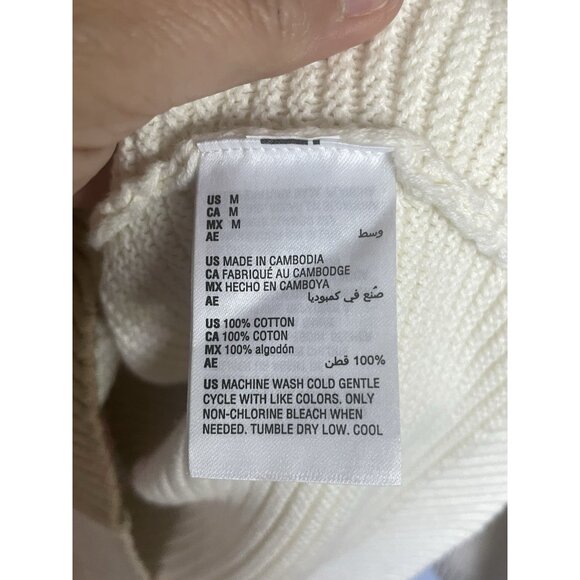 US M
CA M
MX M
AE وسط
US MADE IN CAMBODIA
CA FABRIQUÉ AU CAMBODGE
MX HECHO EN CAMBOYA
AE صُنع في كمبوديا
US 100% COTTON
CA 100% COTON
MX 100% algodón
AE 100% قطن
US MACHINE WASH COLD GENTLE
CYCLE WITH LIKE COLORS. ONLY
NON-CHLORINE BLEACH WHEN
NEEDED. TUMBLE DRY LOW. COOL